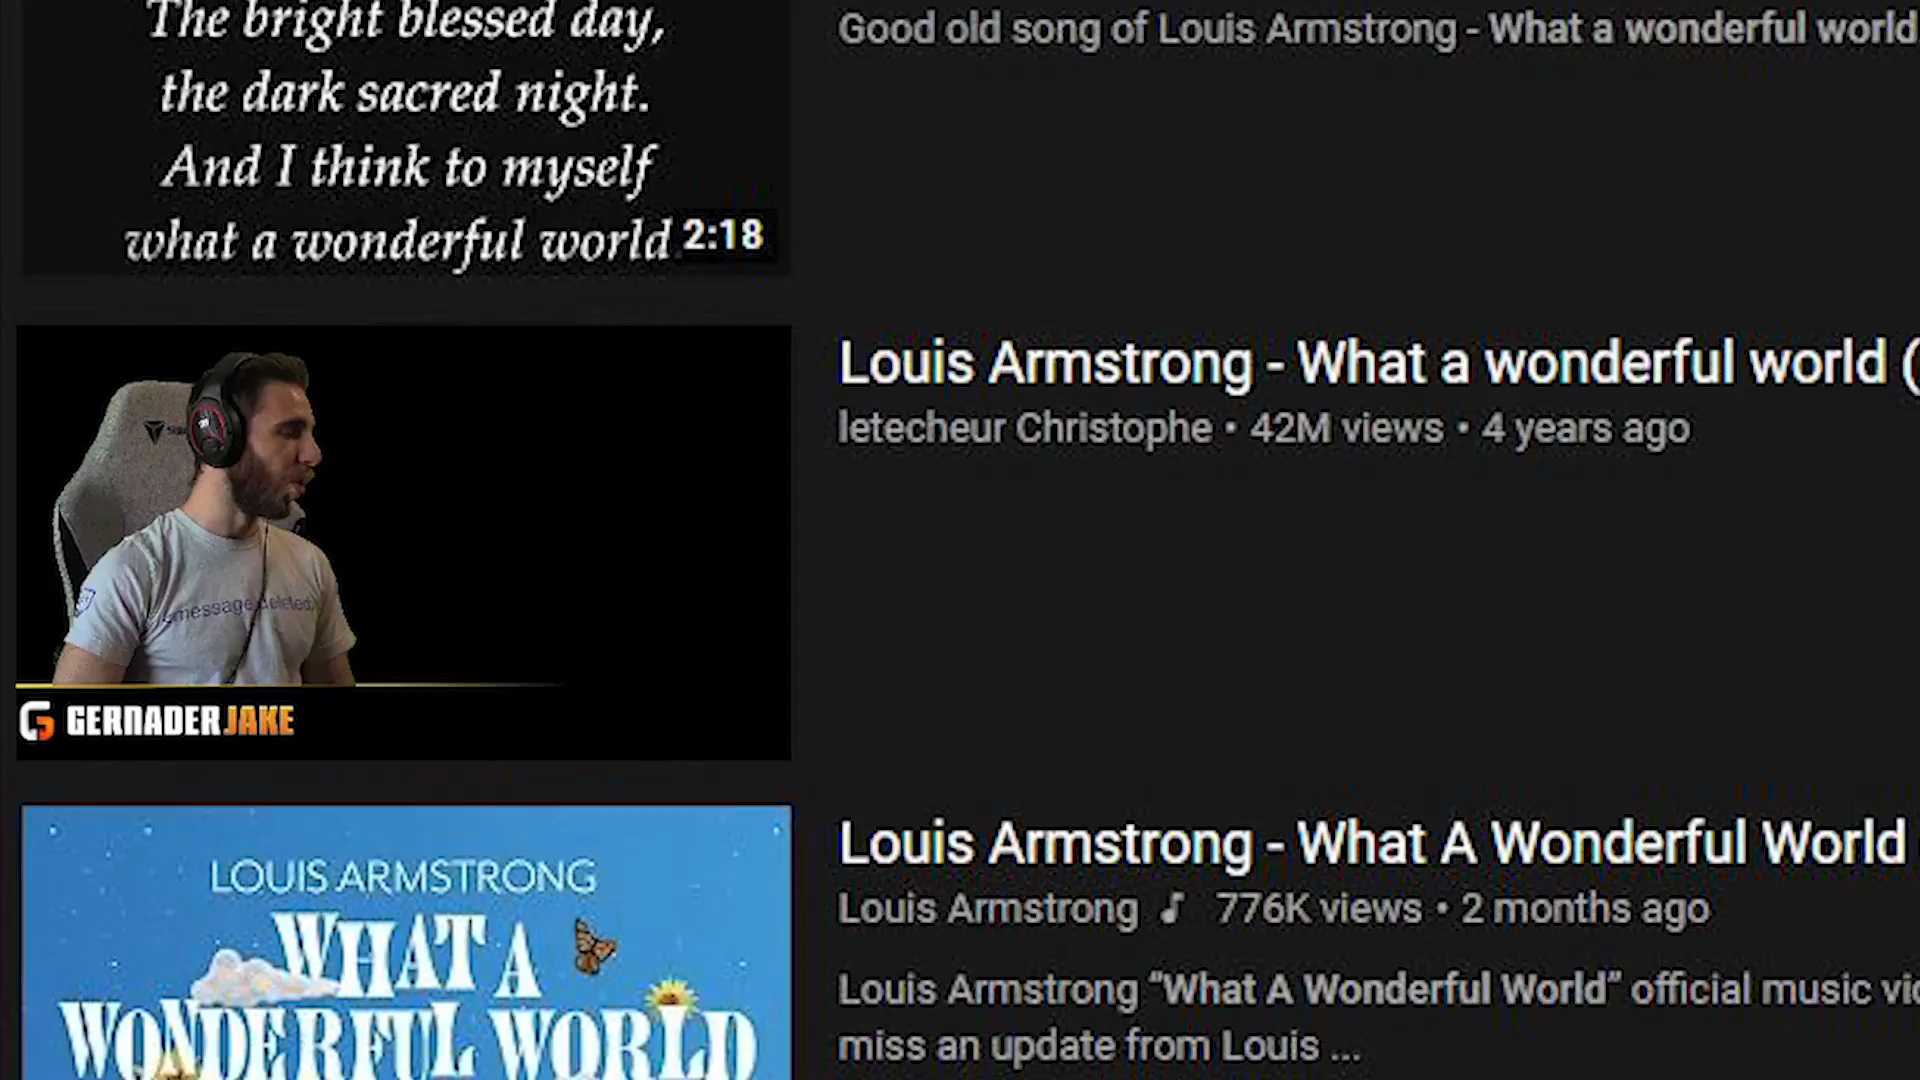 The bright blessed day,
the dark sacred night.
And I think to myself
what a wonderful world
2:18
Good old song of Louis Armstrong - What a wonderful world
message deleted
GERNADERJAKE
Louis Armstrong - What a wonderful world (
letecheur Christophe • 42M views • 4 years ago
LOUIS ARMSTRONG
WHAT A
WONDERFUL WORLD
Louis Armstrong - What A Wonderful World
Louis Armstrong 776K views • 2 months ago
Louis Armstrong “What A Wonderful World” official music
miss an update from Louis ...